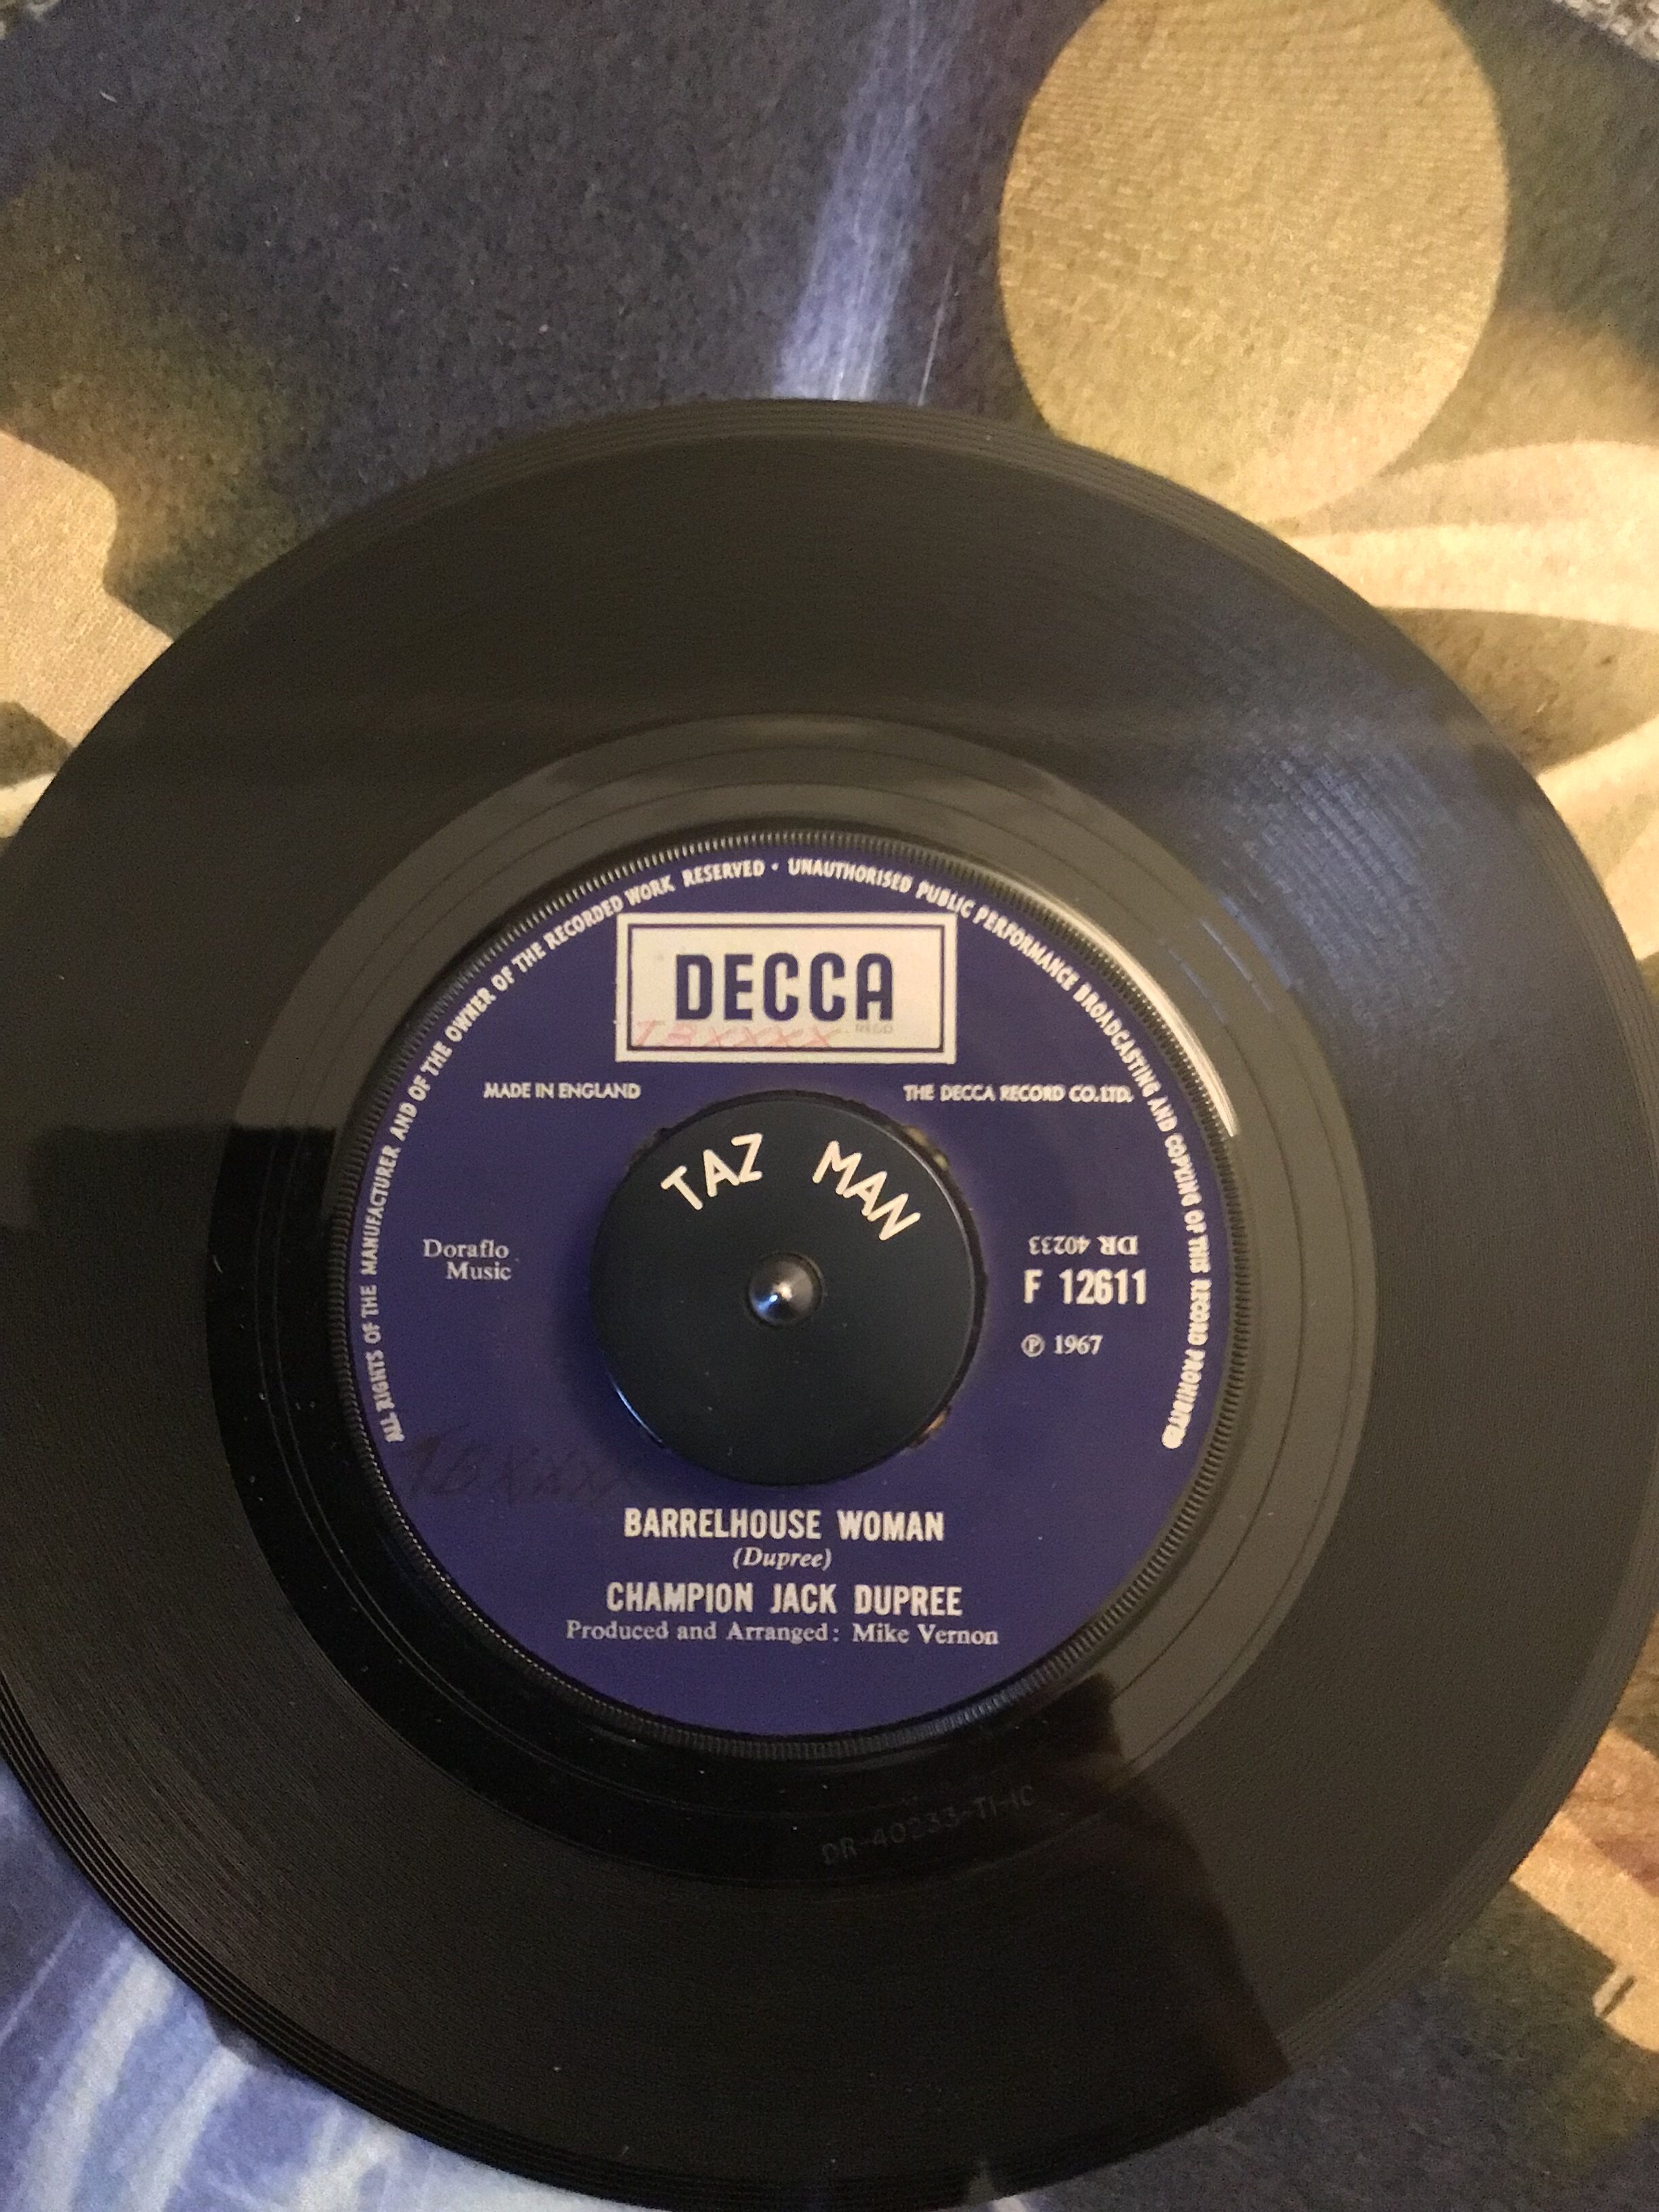 ALL RIGHTS OF THE MANUFACTURER AND OF THE OWNER OF THE RECORDED WORK RESERVED · UNAUTHORISED PUBLIC PERFORMANCE BROADCASTING AND COPYING OF THIS RECORD PROHIBITED
DECCA
REGD
MADE IN ENGLAND
THE DECCA RECORD CO. LTD.
TAZ MAN
Doraflo
Music
DR 40233
F 12611
℗ 1967
BARRELHOUSE WOMAN
(Dupree)
CHAMPION JACK DUPREE
Produced and Arranged: Mike Vernon